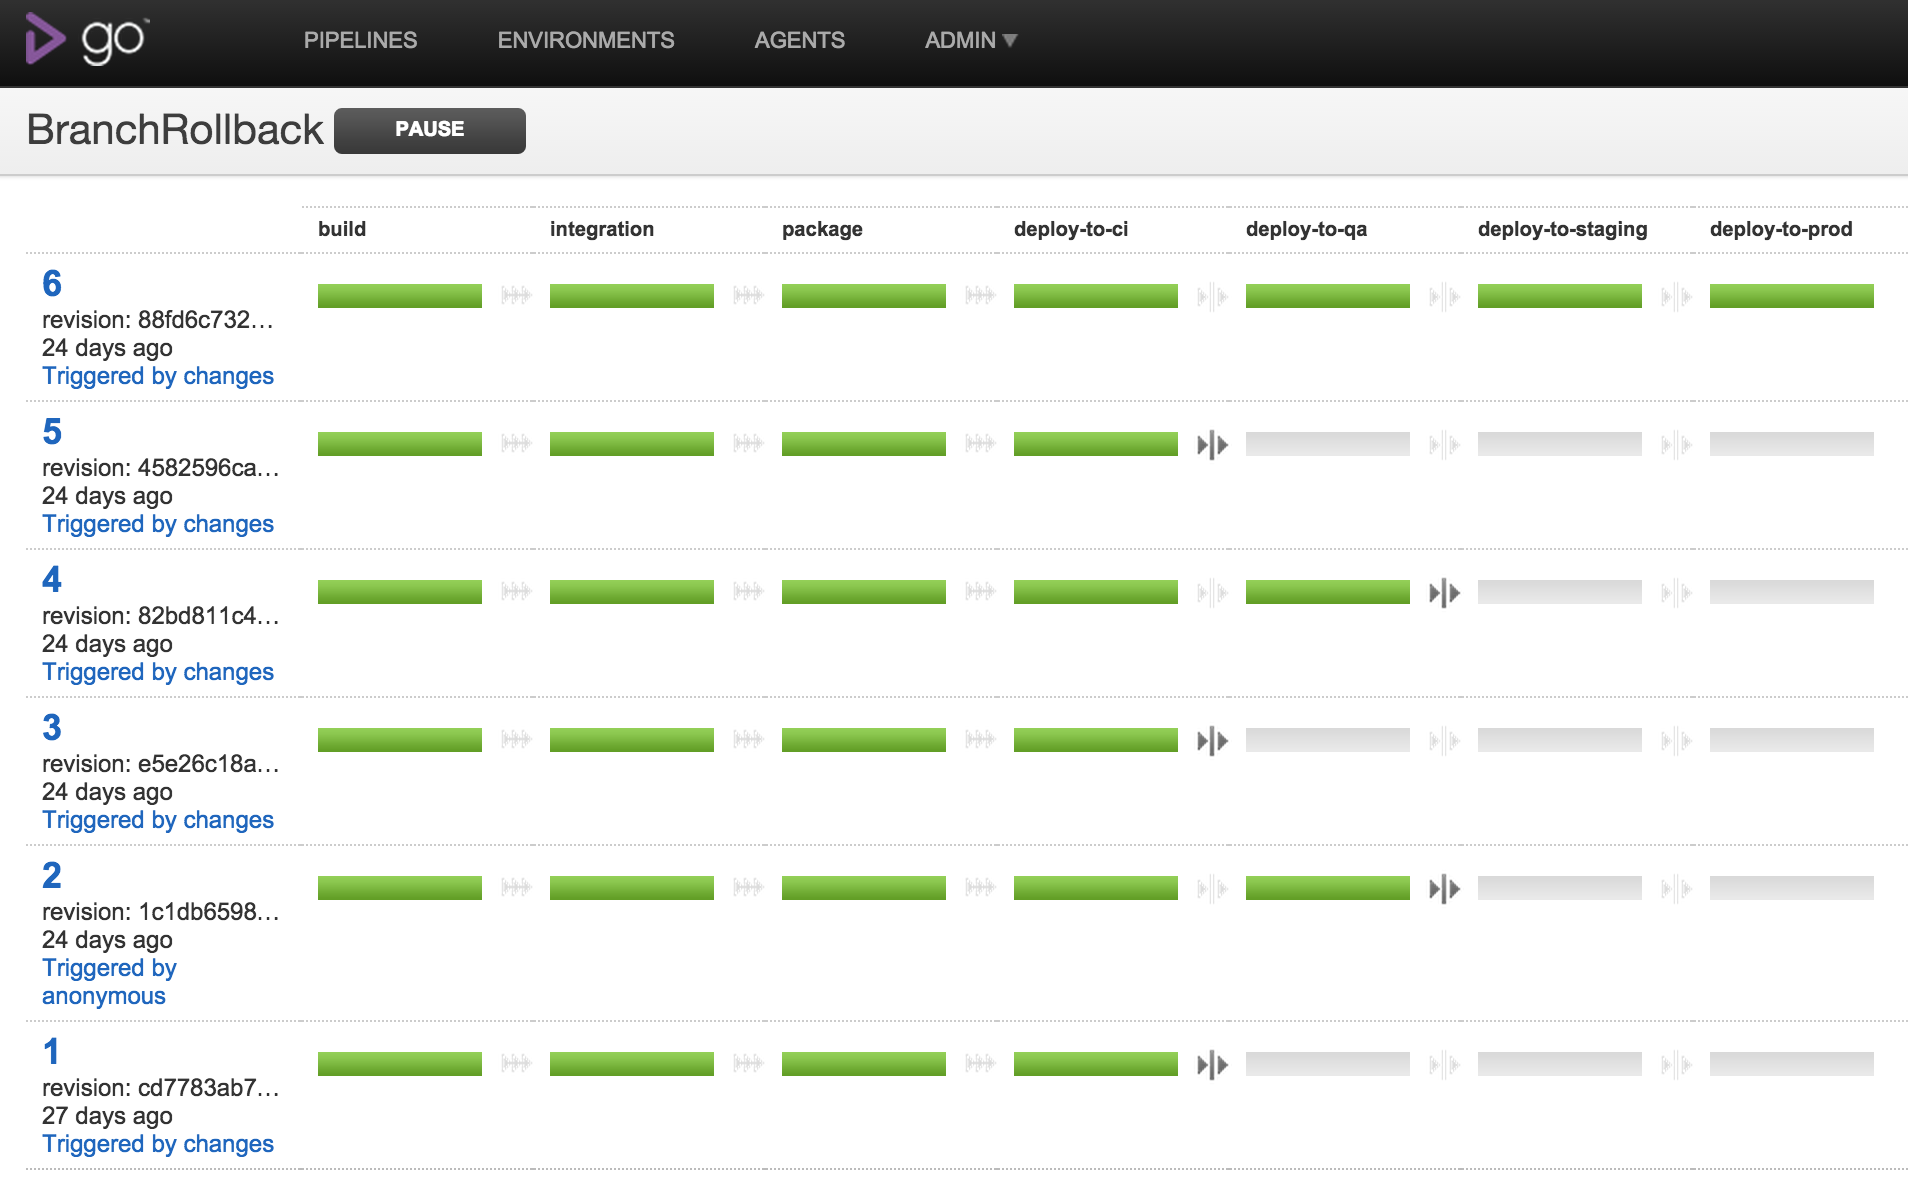 go™
PIPELINES ENVIRONMENTS AGENTS ADMIN
BranchRollback PAUSE
build integration package deploy-to-ci deploy-to-qa deploy-to-staging deploy-to-prod
6
revision: 88fd6c732...
24 days ago
Triggered by changes
5
revision: 4582596ca...
24 days ago
Triggered by changes
4
revision: 82bd811c4...
24 days ago
Triggered by changes
3
revision: e5e26c18a...
24 days ago
Triggered by changes
2
revision: 1c1db6598...
24 days ago
Triggered by
anonymous
1
revision: cd7783ab7...
27 days ago
Triggered by changes